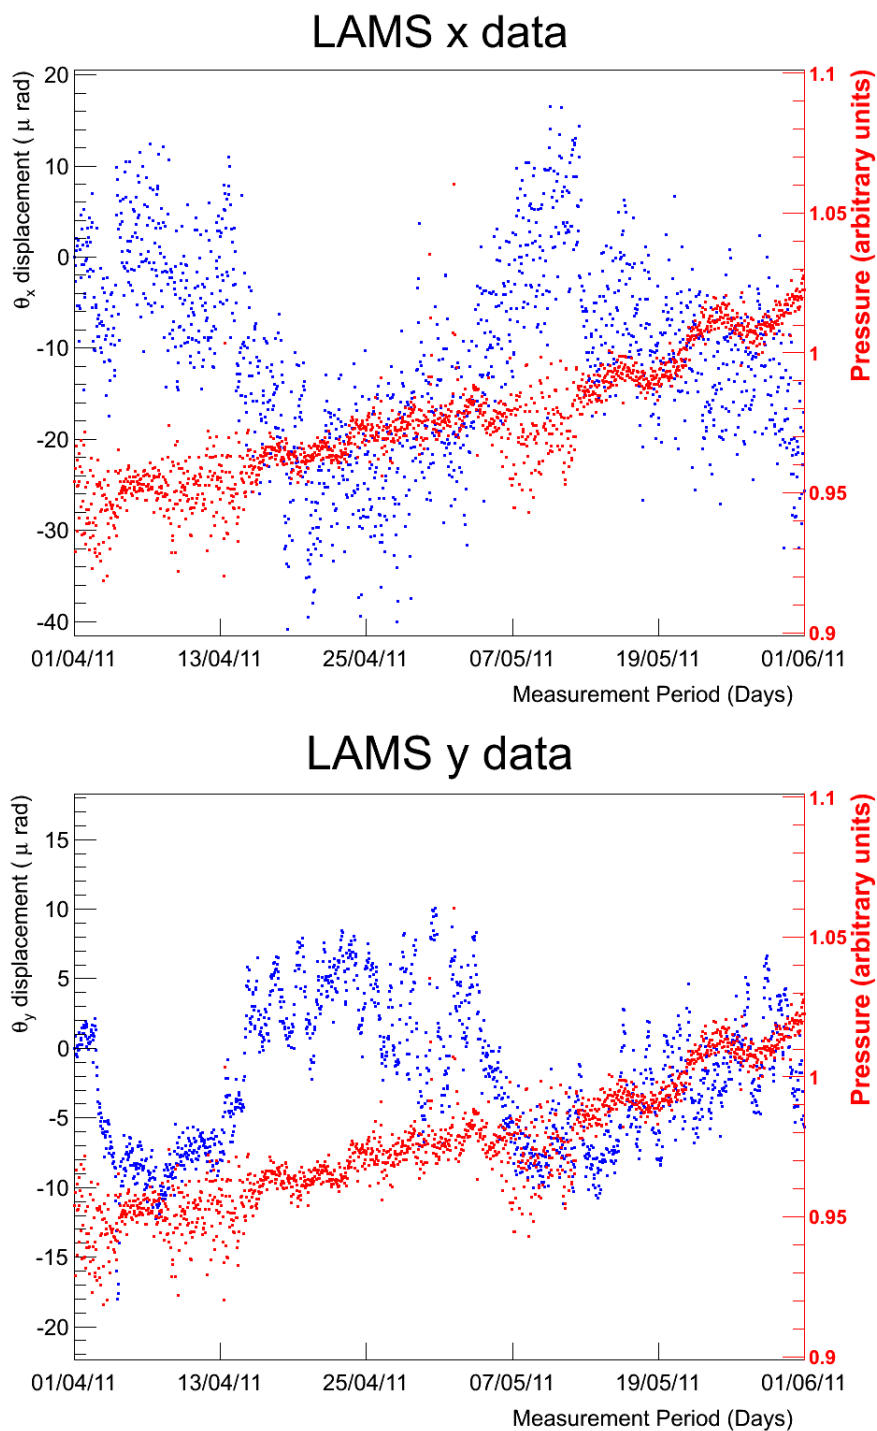 LAMS x data
θx displacement ( μ rad)
20
10
0
-10
-20
-30
-40
1.1
1.05
1
0.95
0.9
Pressure (arbitrary units)
01/04/11 13/04/11 25/04/11 07/05/11 19/05/11 01/06/11
Measurement Period (Days)
LAMS y data
θy displacement ( μ rad)
15
10
5
0
-5
-10
-15
-20
1.1
1.05
1
0.95
0.9
Pressure (arbitrary units)
01/04/11 13/04/11 25/04/11 07/05/11 19/05/11 01/06/11
Measurement Period (Days)